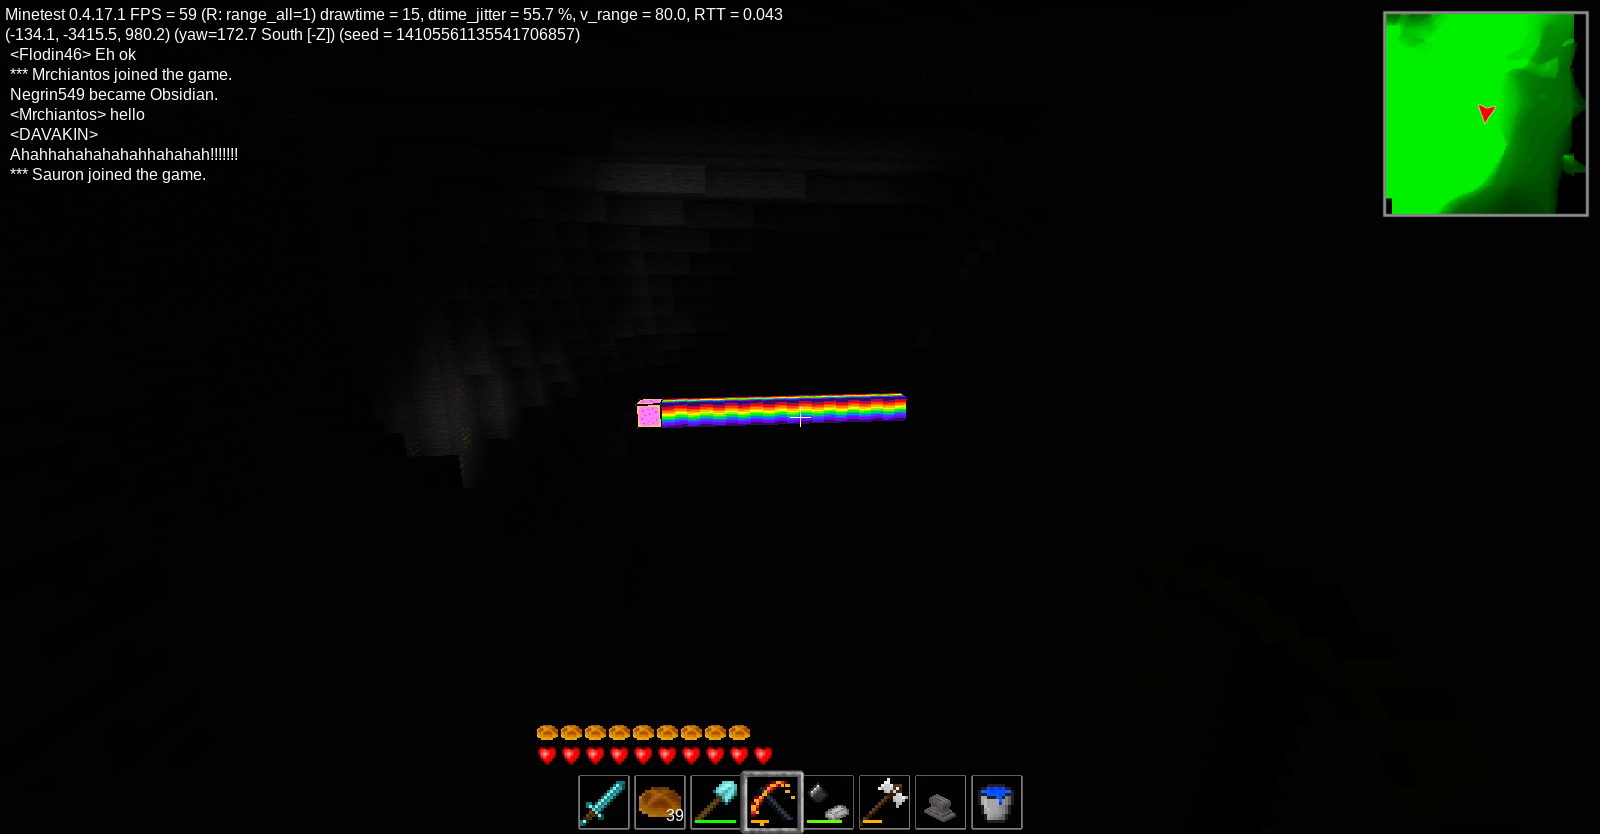 Minetest 0.4.17.1 FPS = 59 (R: range_all=1) drawtime = 15, dtime_jitter = 55.7 %, v_range = 80.0, RTT = 0.043
(-134.1, -3415.5, 980.2) (yaw=172.7 South [-Z]) (seed = 14105561135541706857)
<Flodin46> Eh ok
*** Mrchiantos joined the game.
Negrin549 became Obsidian.
<Mrchiantos> hello
<DAVAKIN>
Ahahhahahahahahhahahah!!!!!!!
*** Sauron joined the game.
39